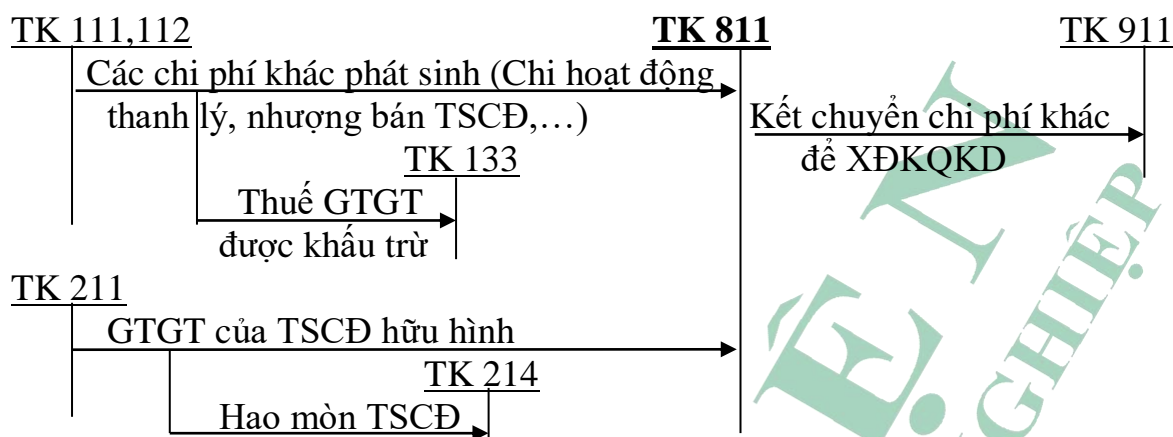 TK 111,112 TK 811 TK 911
Các chi phí khác phát sinh (Chi hoạt động
thanh lý, nhượng bán TSCĐ,…)
Kết chuyển chi phí khác
để XĐKQKD
TK 133
Thuế GTGT
được khấu trừ
TK 211
GTGT của TSCĐ hữu hình
TK 214
Hao mòn TSCĐ
ỆN
GHIỆP